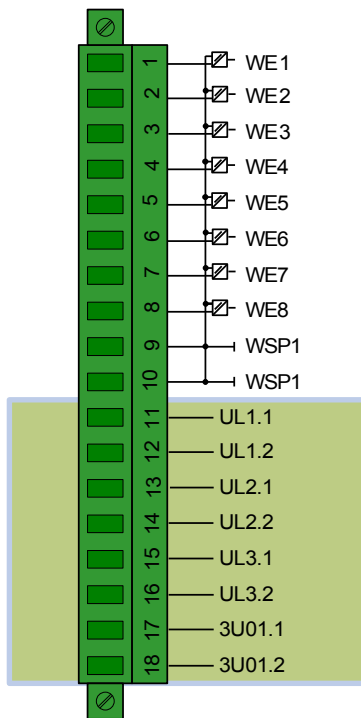 1 WE1
2 WE2
3 WE3
4 WE4
5 WE5
6 WE6
7 WE7
8 WE8
9 WSP1
10 WSP1
11 UL1.1
12 UL1.2
13 UL2.1
14 UL2.2
15 UL3.1
16 UL3.2
17 3U01.1
18 3U01.2